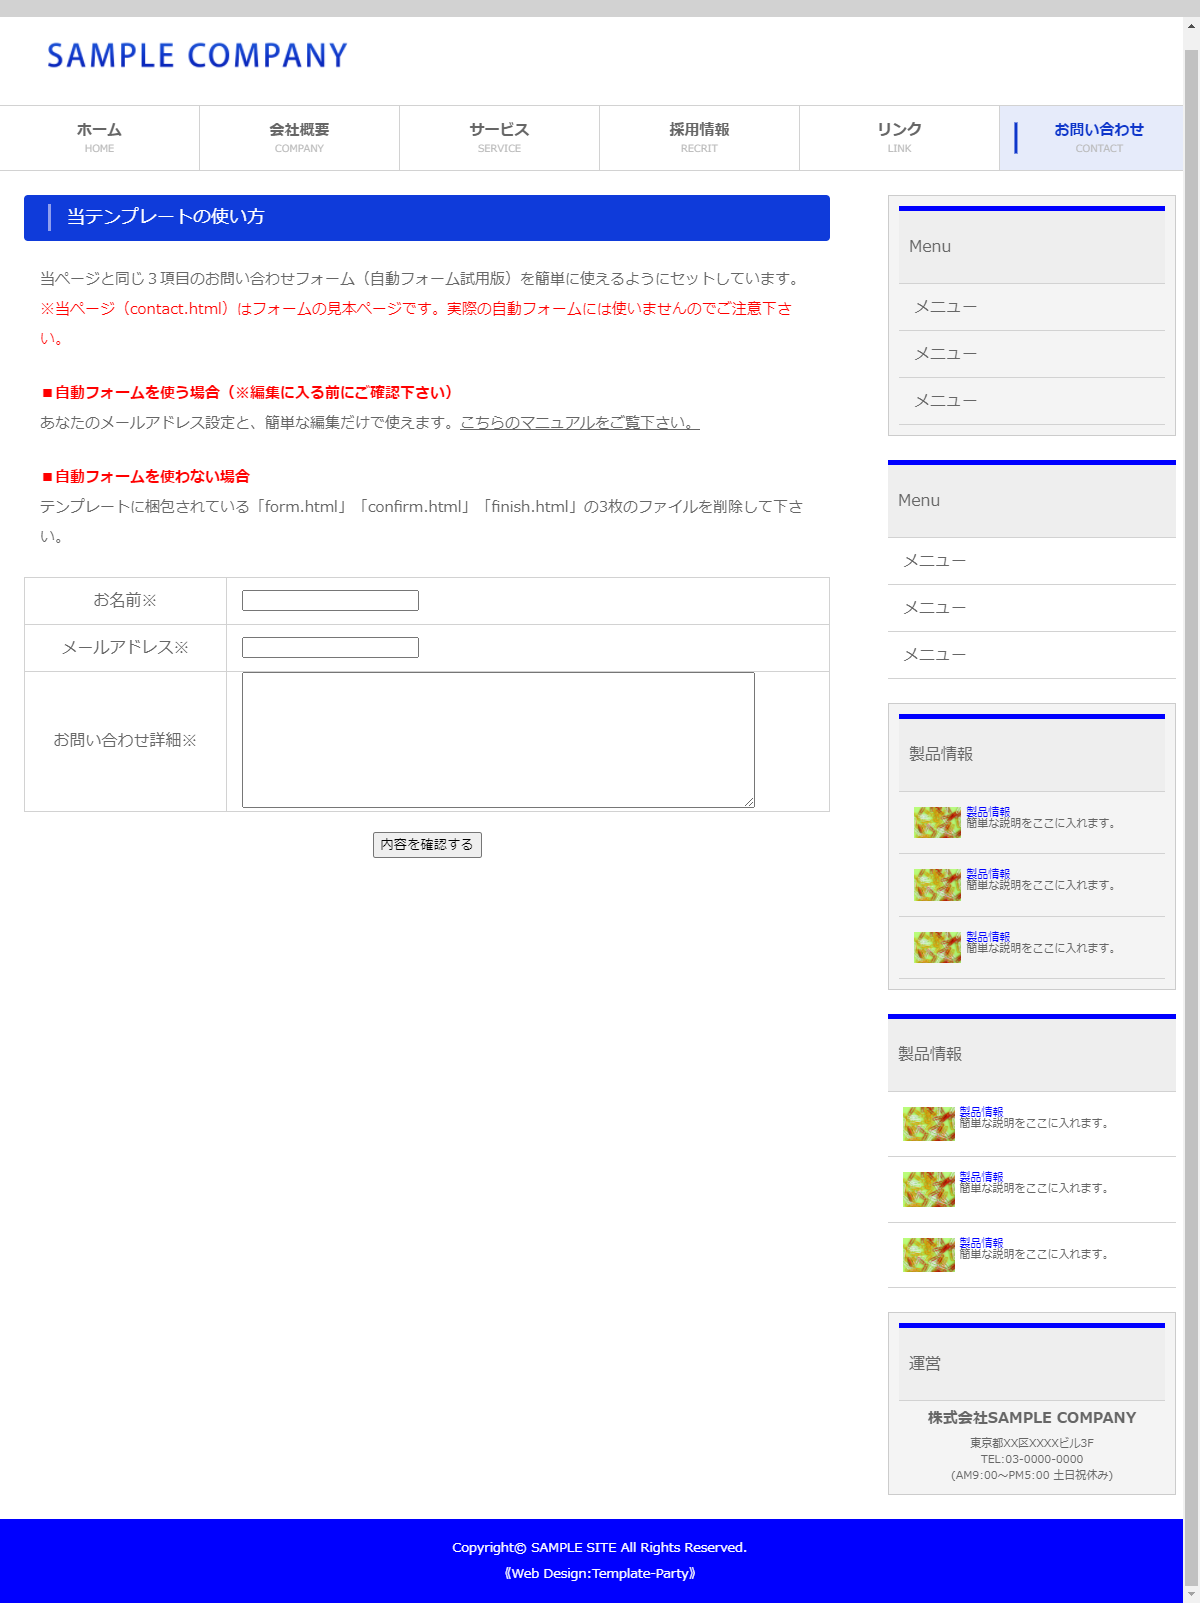 SAMPLE COMPANY
ホーム
HOME
会社概要
COMPANY
サービス
SERVICE
採用情報
RECRIT
リンク
LINK
お問い合わせ
CONTACT
当テンプレートの使い方
当ページと同じ３項目のお問い合わせフォーム（自動フォーム試用版）を簡単に使えるようにセットしています。
※当ページ（contact.html）はフォームの見本ページです。実際の自動フォームには使いませんのでご注意下さ
い。
■自動フォームを使う場合（※編集に入る前にご確認下さい）
あなたのメールアドレス設定と、簡単な編集だけで使えます。こちらのマニュアルをご覧下さい。
■自動フォームを使わない場合
テンプレートに梱包されている「form.html」「confirm.html」「finish.html」の3枚のファイルを削除して下さ
い。
お名前※
メールアドレス※
お問い合わせ詳細※
内容を確認する
Menu
メニュー
メニュー
メニュー
Menu
メニュー
メニュー
メニュー
製品情報
製品情報
簡単な説明をここに入れます。
製品情報
簡単な説明をここに入れます。
製品情報
簡単な説明をここに入れます。
製品情報
製品情報
簡単な説明をここに入れます。
製品情報
簡単な説明をここに入れます。
製品情報
簡単な説明をここに入れます。
運営
株式会社SAMPLE COMPANY
東京都XX区XXXXビル3F
TEL:03-0000-0000
(AM9:00〜PM5:00 土日祝休み)
Copyright© SAMPLE SITE All Rights Reserved.
《Web Design:Template-Party》